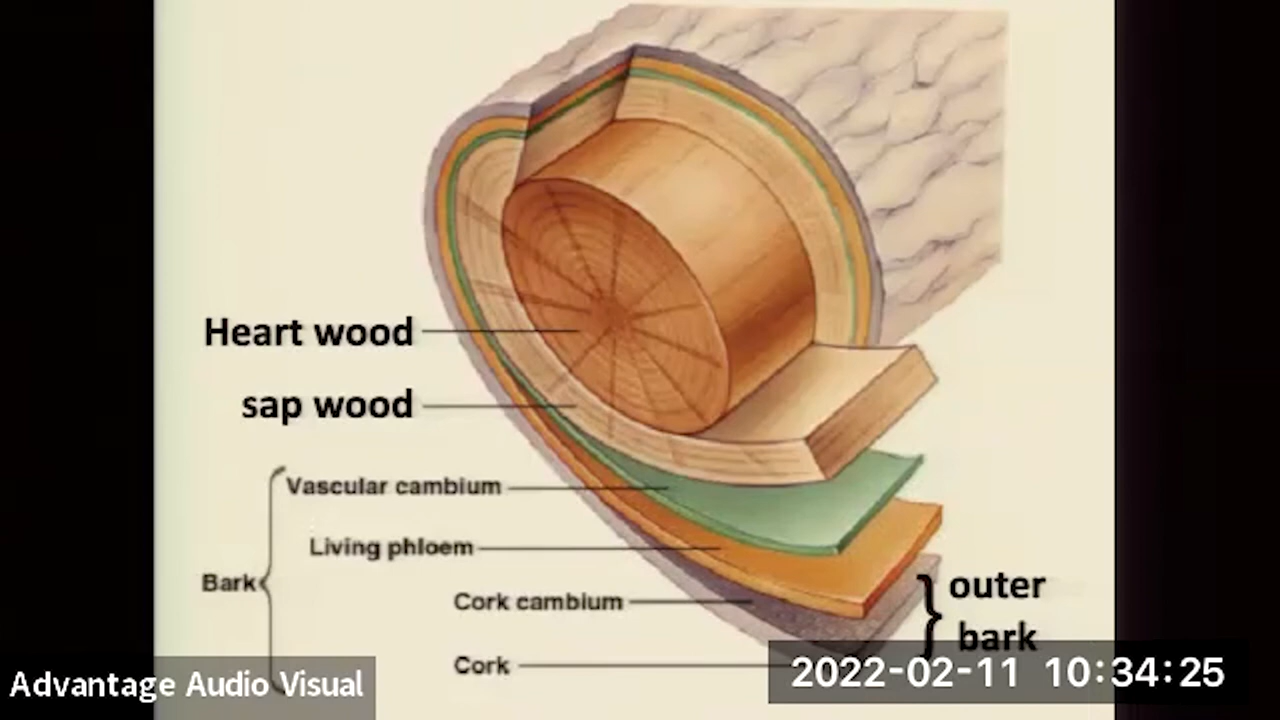 Heart wood
sap wood
Vascular cambium
Living phloem
Bark
Cork cambium
outer
bark
Cork
Advantage Audio Visual
2022-02-11 10:34:25